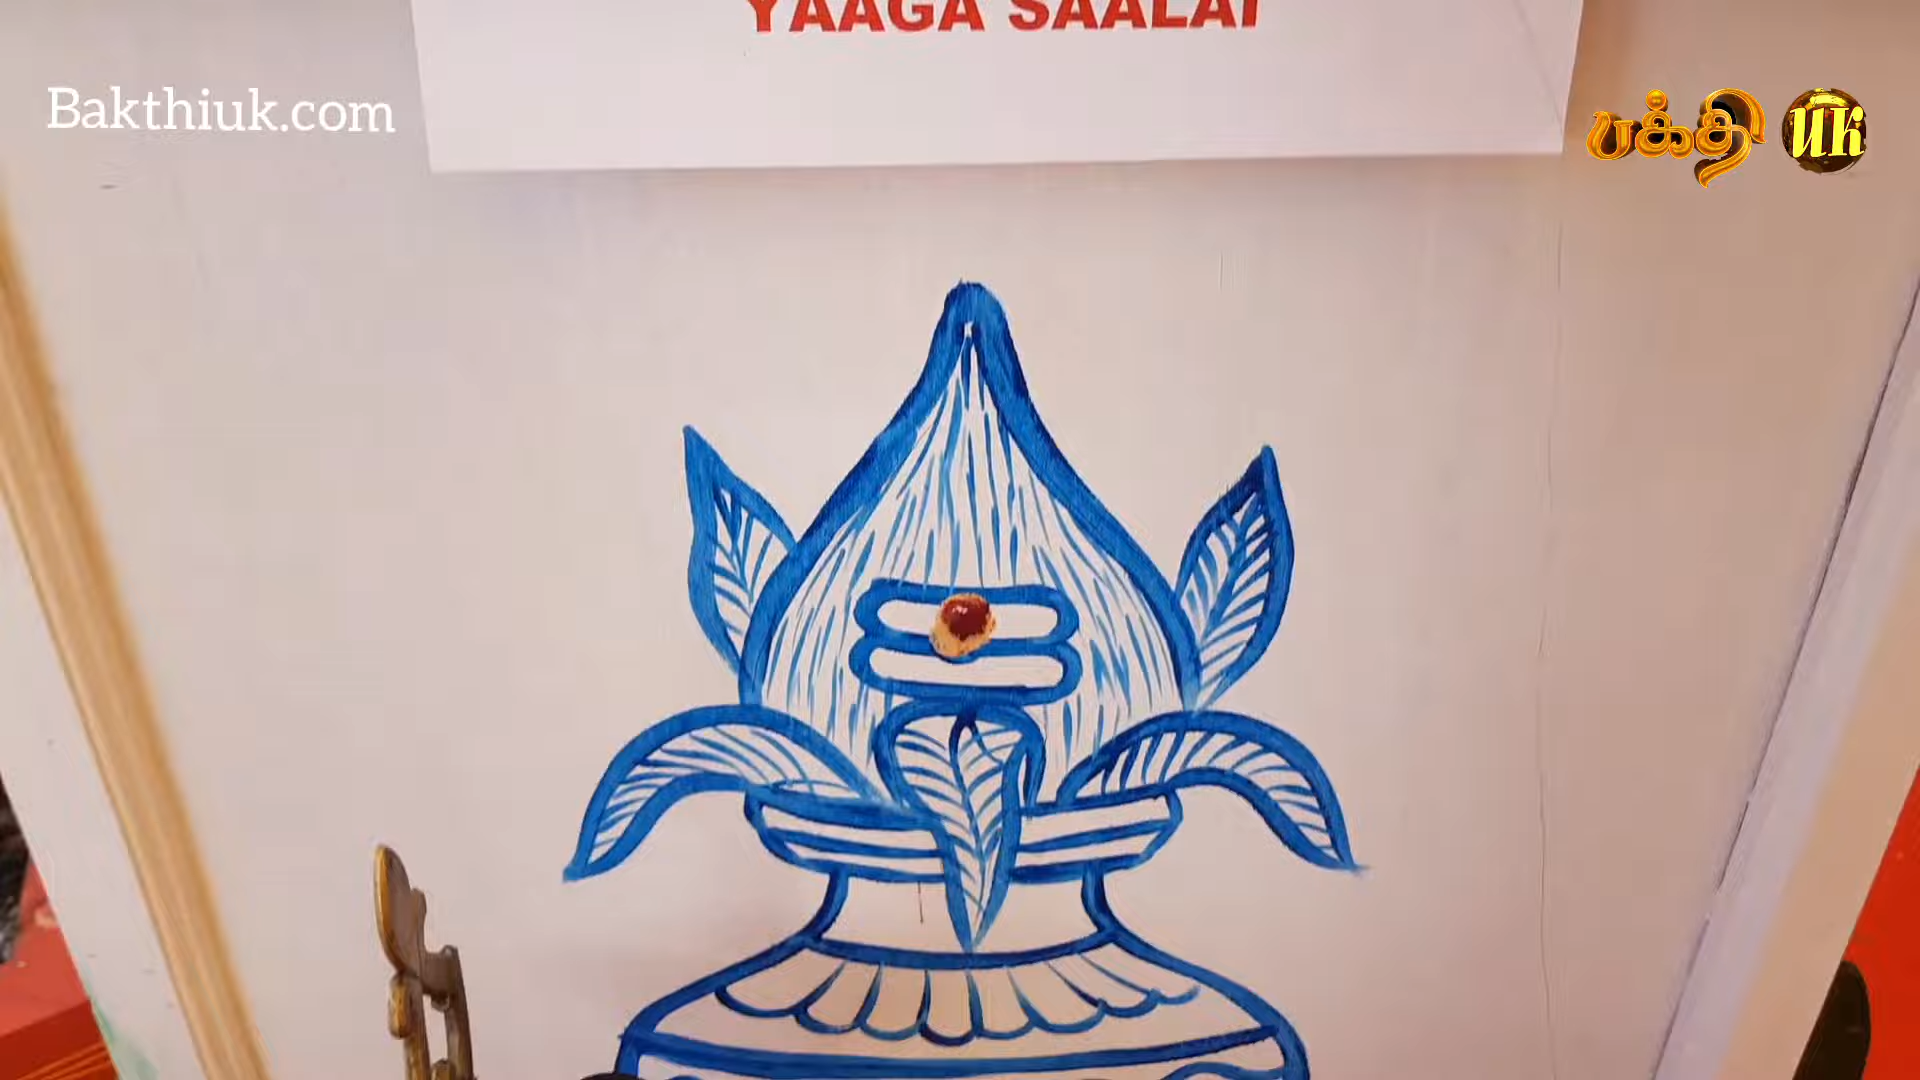 YAAGA SAALAI
Bakthiuk.com
பக்தி UK